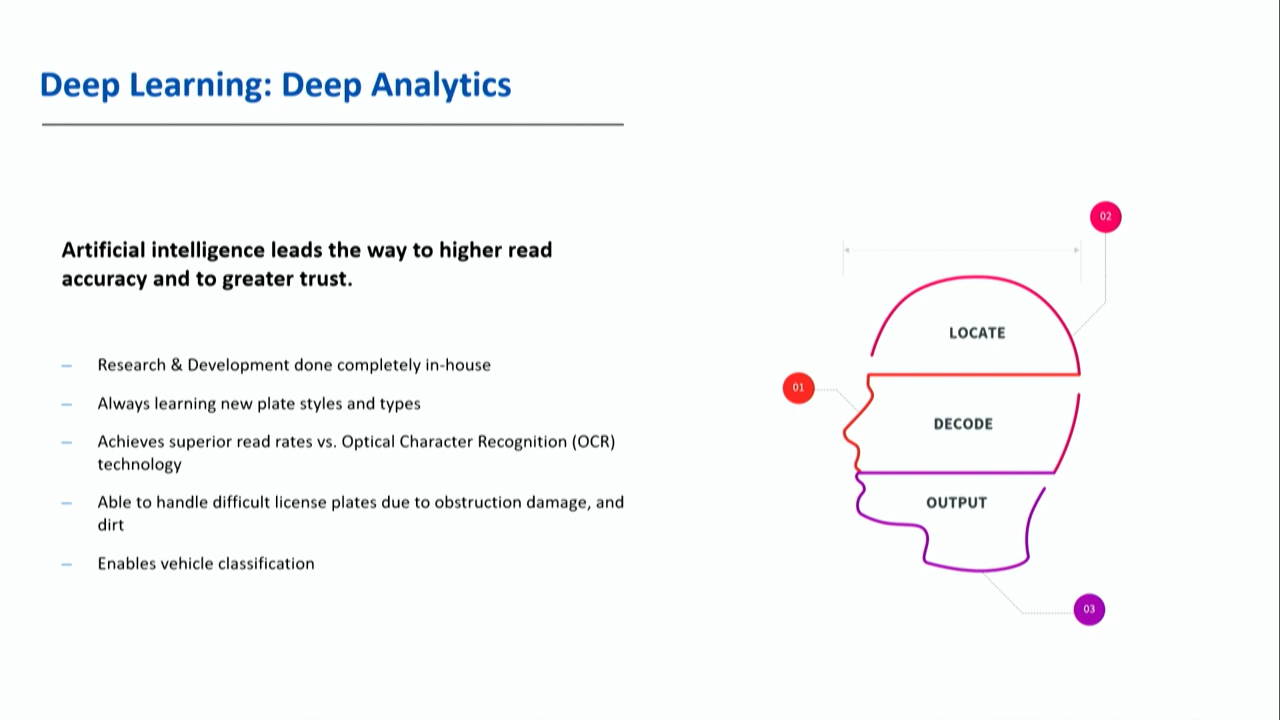 Deep Learning: Deep Analytics
Artificial intelligence leads the way to higher read
accuracy and to greater trust.
– Research & Development done completely in-house
– Always learning new plate styles and types
– Achieves superior read rates vs. Optical Character Recognition (OCR)
technology
– Able to handle difficult license plates due to obstruction damage, and
dirt
– Enables vehicle classification
02
LOCATE
01
DECODE
OUTPUT
03